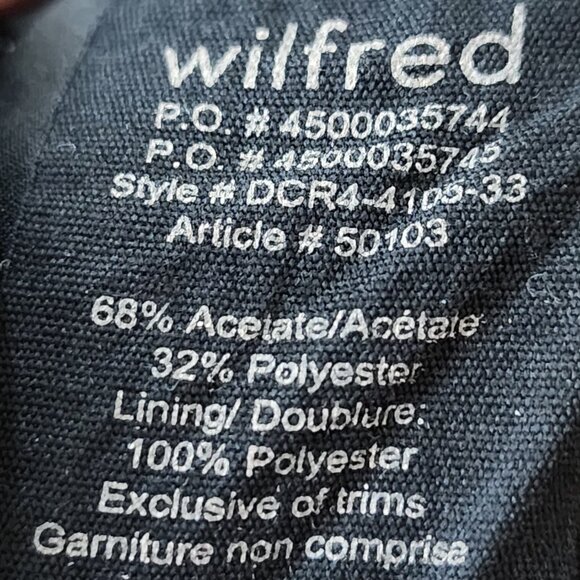 wilfred
P.O. # 4500035744
P.O. # 4500035745
Style # DCR4-4105-33
Article # 50103
68% Acetate/Acétate
32% Polyester
Lining/ Doublure:
100% Polyester
Exclusive of trims
Garniture non comprise